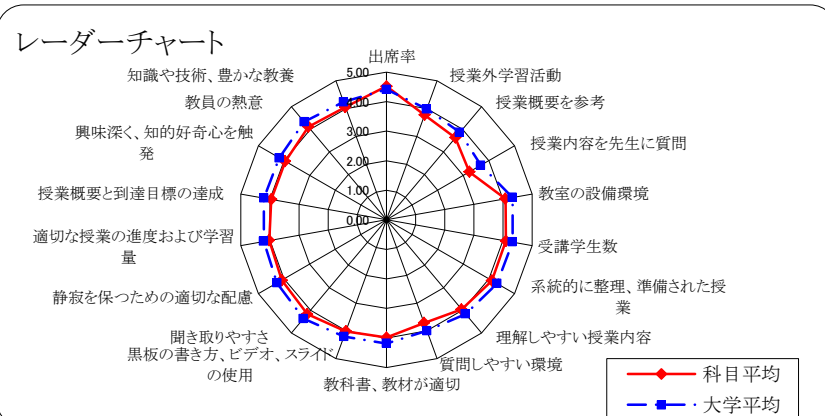 レーダーチャート
出席率
授業外学習活動
授業概要を参考
授業内容を先生に質問
教室の設備環境
受講学生数
系統的に整理、準備された授
業
理解しやすい授業内容
質問しやすい環境
教科書、教材が適切
黒板の書き方、ビデオ、スライド
の使用
聞き取りやすさ
静寂を保つための適切な配慮
適切な授業の進度および学習
量
授業概要と到達目標の達成
興味深く、知的好奇心を触
発
教員の熱意
知識や技術、豊かな教養
5.00
4.00
3.00
2.00
1.00
0.00
科目平均
大学平均